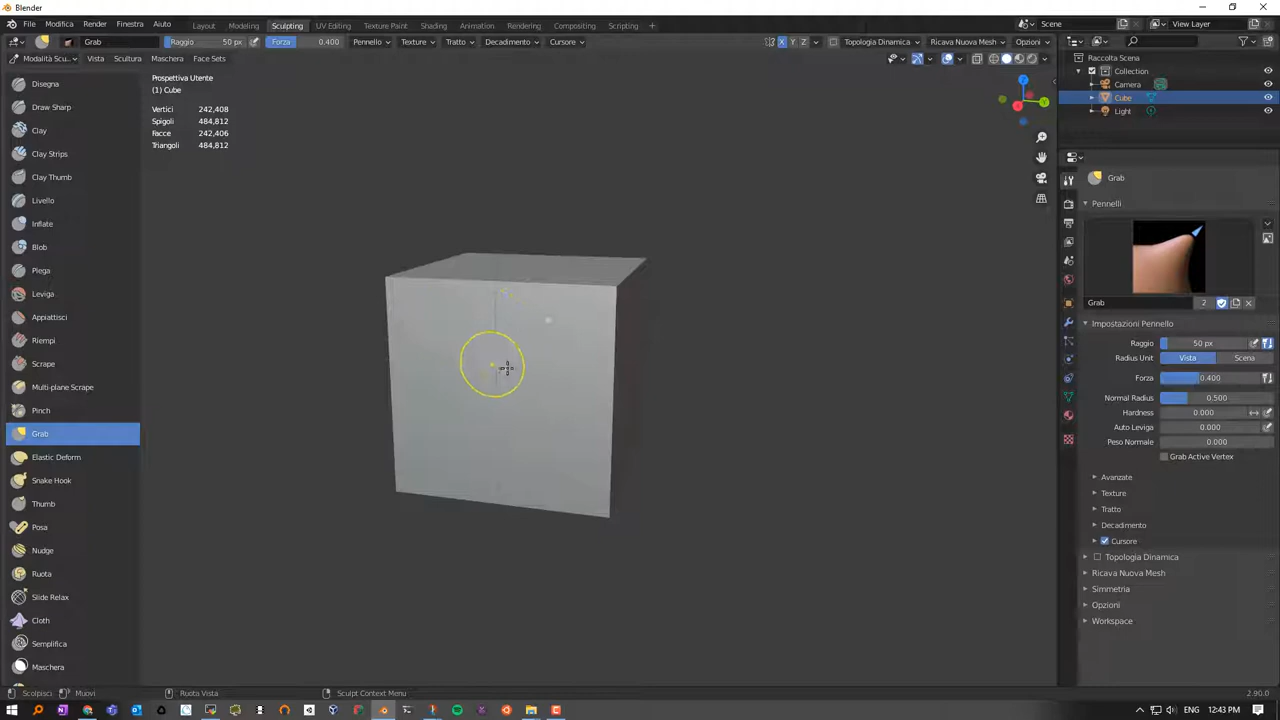 Blender
File Modifica Render Finestra Aiuto Layout Modeling Sculpting UV Editing Texture Paint Shading Animation Rendering Compositing Scripting + Scene View Layer
Grab Raggio 50 px Forza 0.400 Pennello Texture Tratto Decadimento Cursore X Y Z Topologia Dinamica Ricava Nuova Mesh Opzioni
Modalità Scu... Vista Scultura Maschera Face Sets
Prospettiva Utente
(1) Cube
Vertici 242,408
Spigoli 484,812
Facce 242,406
Triangoli 484,812
Disegna
Draw Sharp
Clay
Clay Strips
Clay Thumb
Livello
Inflate
Blob
Piega
Leviga
Appiattisci
Riempi
Scrape
Multi-plane Scrape
Pinch
Grab
Elastic Deform
Snake Hook
Thumb
Posa
Nudge
Ruota
Slide Relax
Cloth
Semplifica
Maschera
Z
Y
X
Raccolta Scena
Collection
Camera
Cube
Light
Grab
Pennelli
Grab 2
Impostazioni Pennello
Raggio 50 px
Radius Unit Vista Scena
Forza 0.400
Normal Radius 0.500
Hardness 0.000
Auto Leviga 0.000
Peso Normale 0.000
Grab Active Vertex
Avanzate
Texture
Tratto
Decadimento
Cursore
Topologia Dinamica
Ricava Nuova Mesh
Simmetria
Opzioni
Workspace
Scolpisci Muovi Ruota Vista Sculpt Context Menu 2.90.0
ENG 12:43 PM